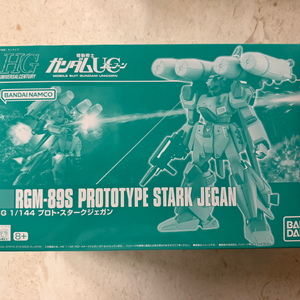 HG
UNIVERSAL CENTURY
機動戦士
ガンダムUC
MOBILE SUIT GUNDAM UNICORN
BANDAI NAMCO
RGM-89S PROTOTYPE STARK JEGAN
G 1/144 プロト・スタークジェガン
8+
BAN
DA